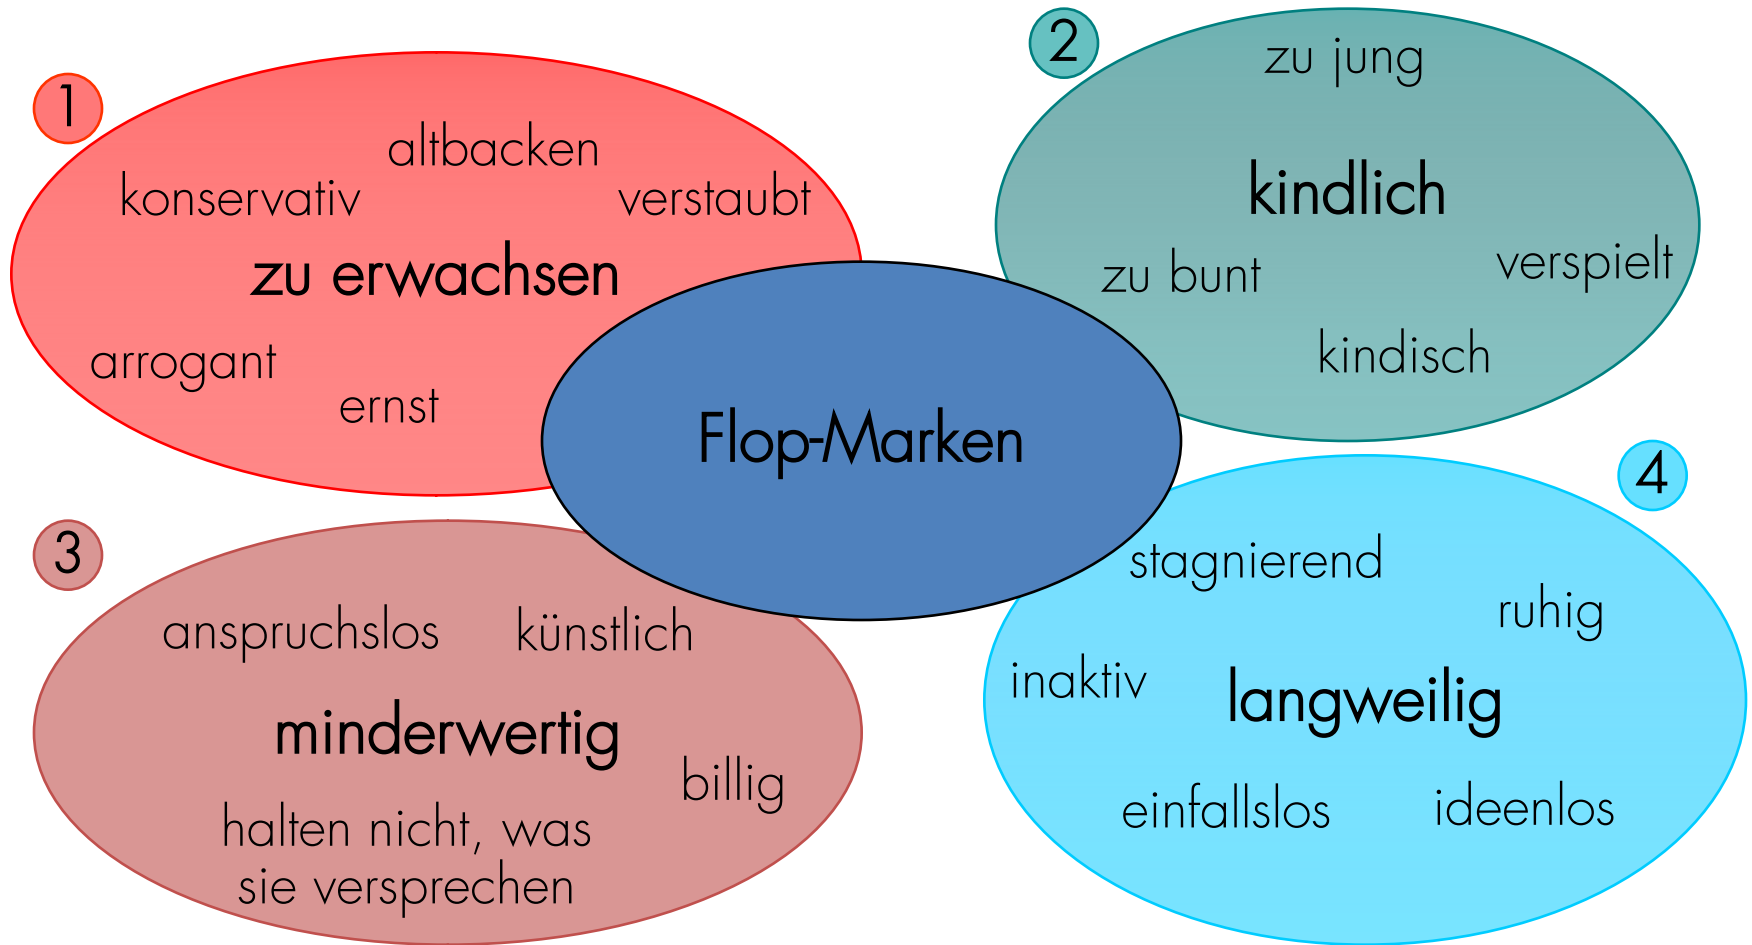 1
altbacken
konservativ
verstaubt
zu erwachsen
arrogant
ernst
2
zu jung
kindlich
zu bunt
verspielt
kindisch
Flop-Marken
3
anspruchslos
künstlich
minderwertig
billig
halten nicht, was
sie versprechen
4
stagnierend
ruhig
inaktiv
langweilig
einfallslos
ideenlos